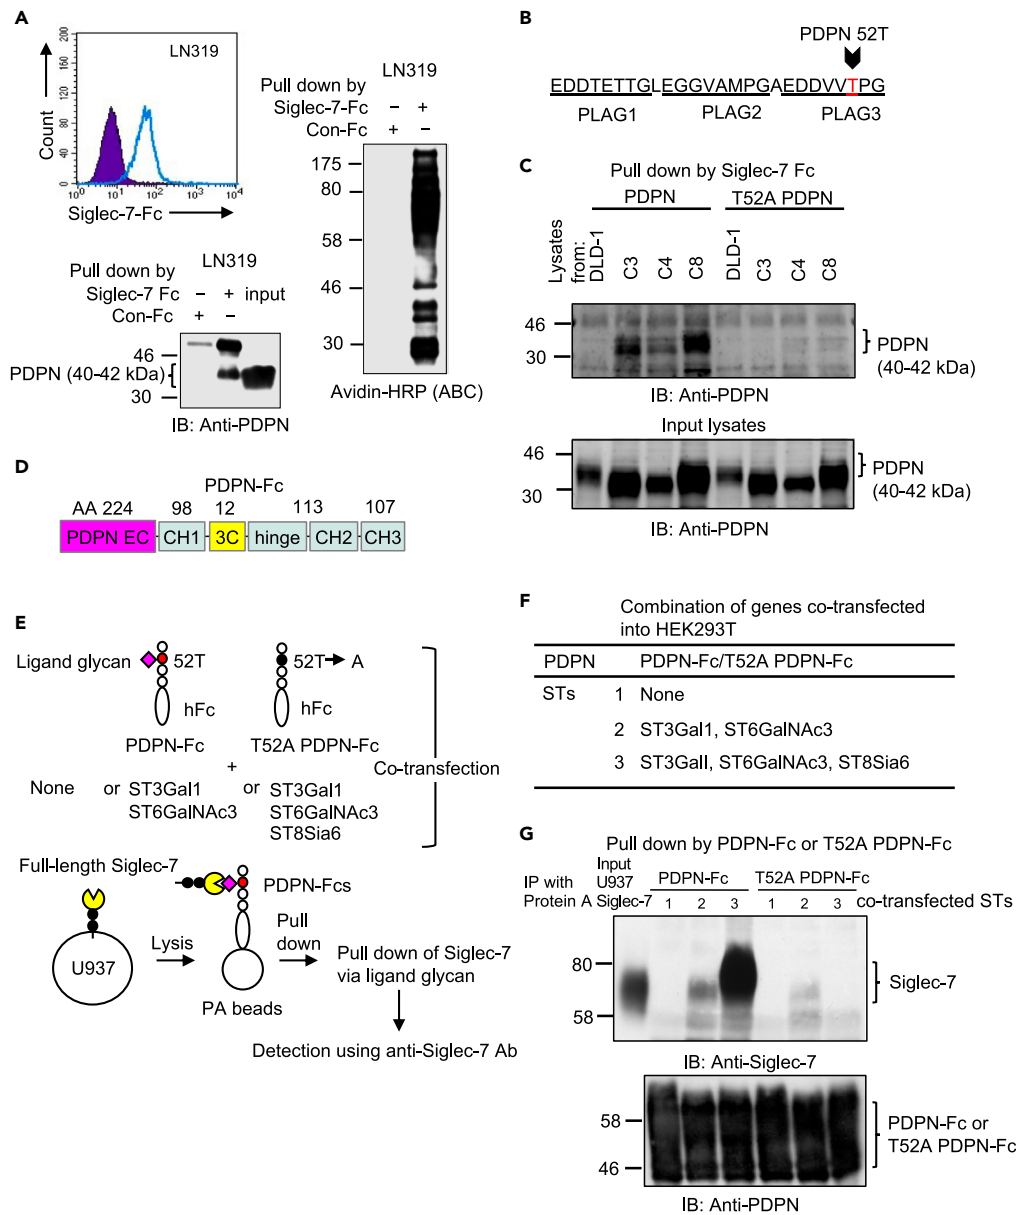 A
LN319
Count
200
160
120
80
40
0
10⁰ 10¹ 10² 10³ 10⁴
Siglec-7-Fc
LN319
Pull down by
Siglec-7-Fc – +
Con-Fc + –
175
80
58
46
30
Avidin-HRP (ABC)
LN319
Pull down by
Siglec-7 Fc – + input
Con-Fc + –
46
PDPN (40-42 kDa)
30
IB: Anti-PDPN
B
PDPN 52T
EDDTETTGLEGGVAMPGAEDDVVTPG
PLAG1 PLAG2 PLAG3
C
Pull down by Siglec-7 Fc
PDPN T52A PDPN
Lysates from:
DLD-1 C3 C4 C8 DLD-1 C3 C4 C8
46
30
PDPN
(40-42 kDa)
IB: Anti-PDPN
Input lysates
46
30
PDPN
(40-42 kDa)
IB: Anti-PDPN
D
PDPN-Fc
AA 224 98 12 113 107
PDPN EC CH1 3C hinge CH2 CH3
E
Ligand glycan 52T 52T A
hFc hFc
PDPN-Fc T52A PDPN-Fc
+
Co-transfection
None or ST3Gal1 or ST3Gal1
ST6GalNAc3 ST6GalNAc3
ST8Sia6
Full-length Siglec-7
PDPN-Fcs
U937
Lysis
Pull
down
Pull down of Siglec-7
via ligand glycan
PA beads
Detection using anti-Siglec-7 Ab
F
Combination of genes co-transfected
into HEK293T
PDPN PDPN-Fc/T52A PDPN-Fc
STs 1 None
2 ST3Gal1, ST6GalNAc3
3 ST3GalI, ST6GalNAc3, ST8Sia6
G
Pull down by PDPN-Fc or T52A PDPN-Fc
Input
U937
IP with PDPN-Fc T52A PDPN-Fc
Protein A Siglec-7 1 2 3 1 2 3 co-transfected STs
80
58
Siglec-7
IB: Anti-Siglec-7
58
46
PDPN-Fc or
T52A PDPN-Fc
IB: Anti-PDPN